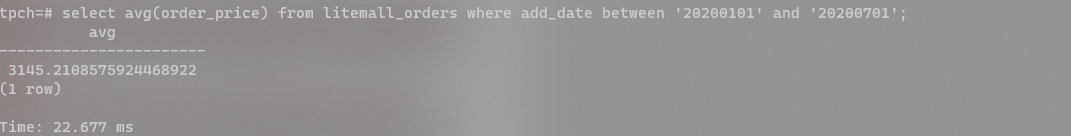 tpch=# select avg(order_price) from litemall_orders where add_date between '20200101' and '20200701';
avg
-----------------------
3145.2108575924468922
(1 row)
Time: 22.677 ms